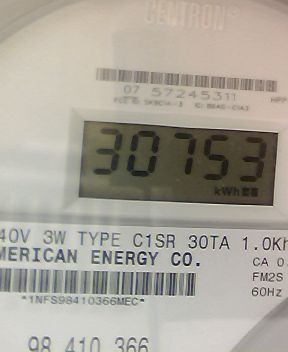 CENTRON®
07 57245311
30753
kWh
40V 3W TYPE C1SR 30TA 1.0Kh
MERICAN ENERGY CO.
CA 0.
FM2S
60Hz
*1NFS98410366MEC*
98 410 366